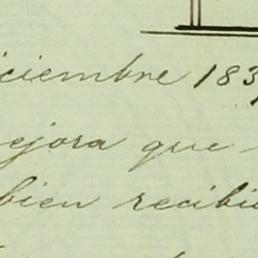 iciembre 183
ejora que
bien recibi